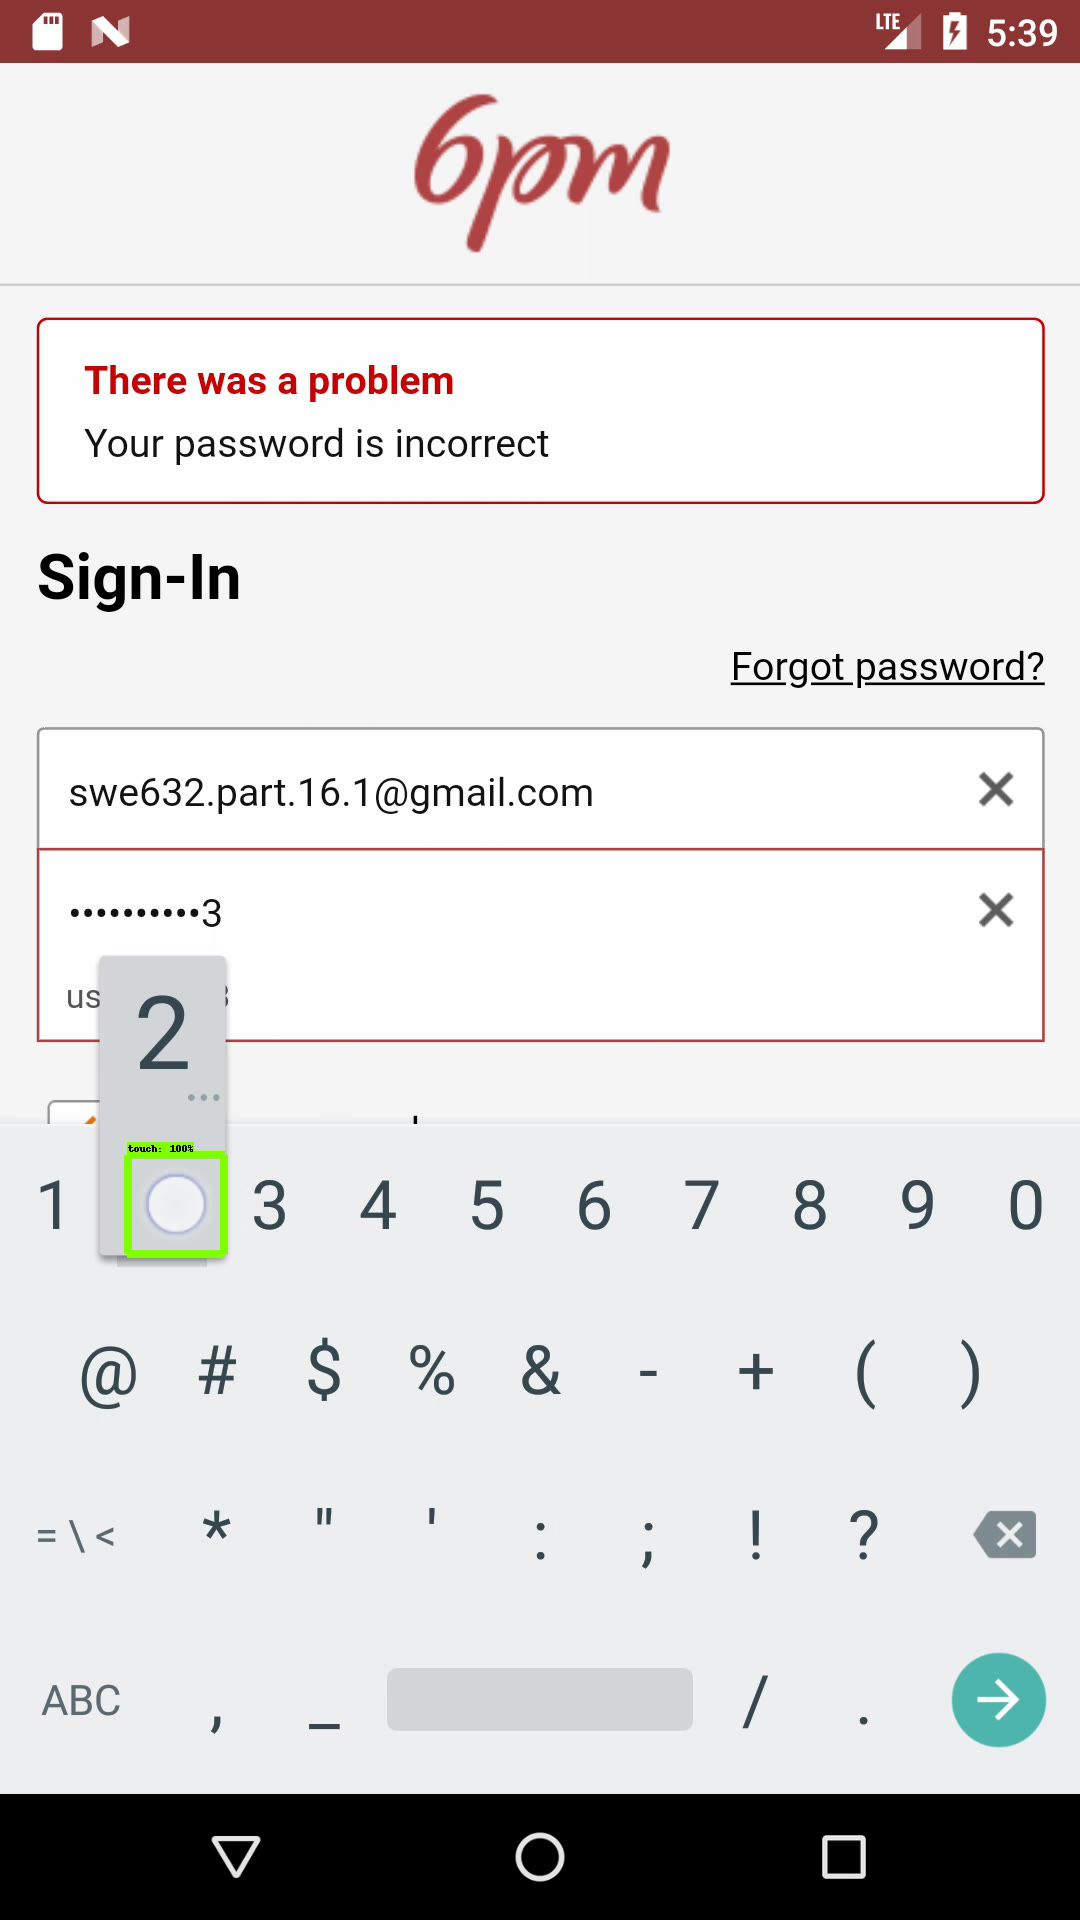 LTE 5:39
6pm
There was a problem
Your password is incorrect
Sign-In
Forgot password?
swe632.part.16.1@gmail.com
••••••••••3
us
2
...
touch: 100%
1 3 4 5 6 7 8 9 0
@ # $ % & - + ( )
= \ < * " ' : ; ! ?
ABC , _ / .